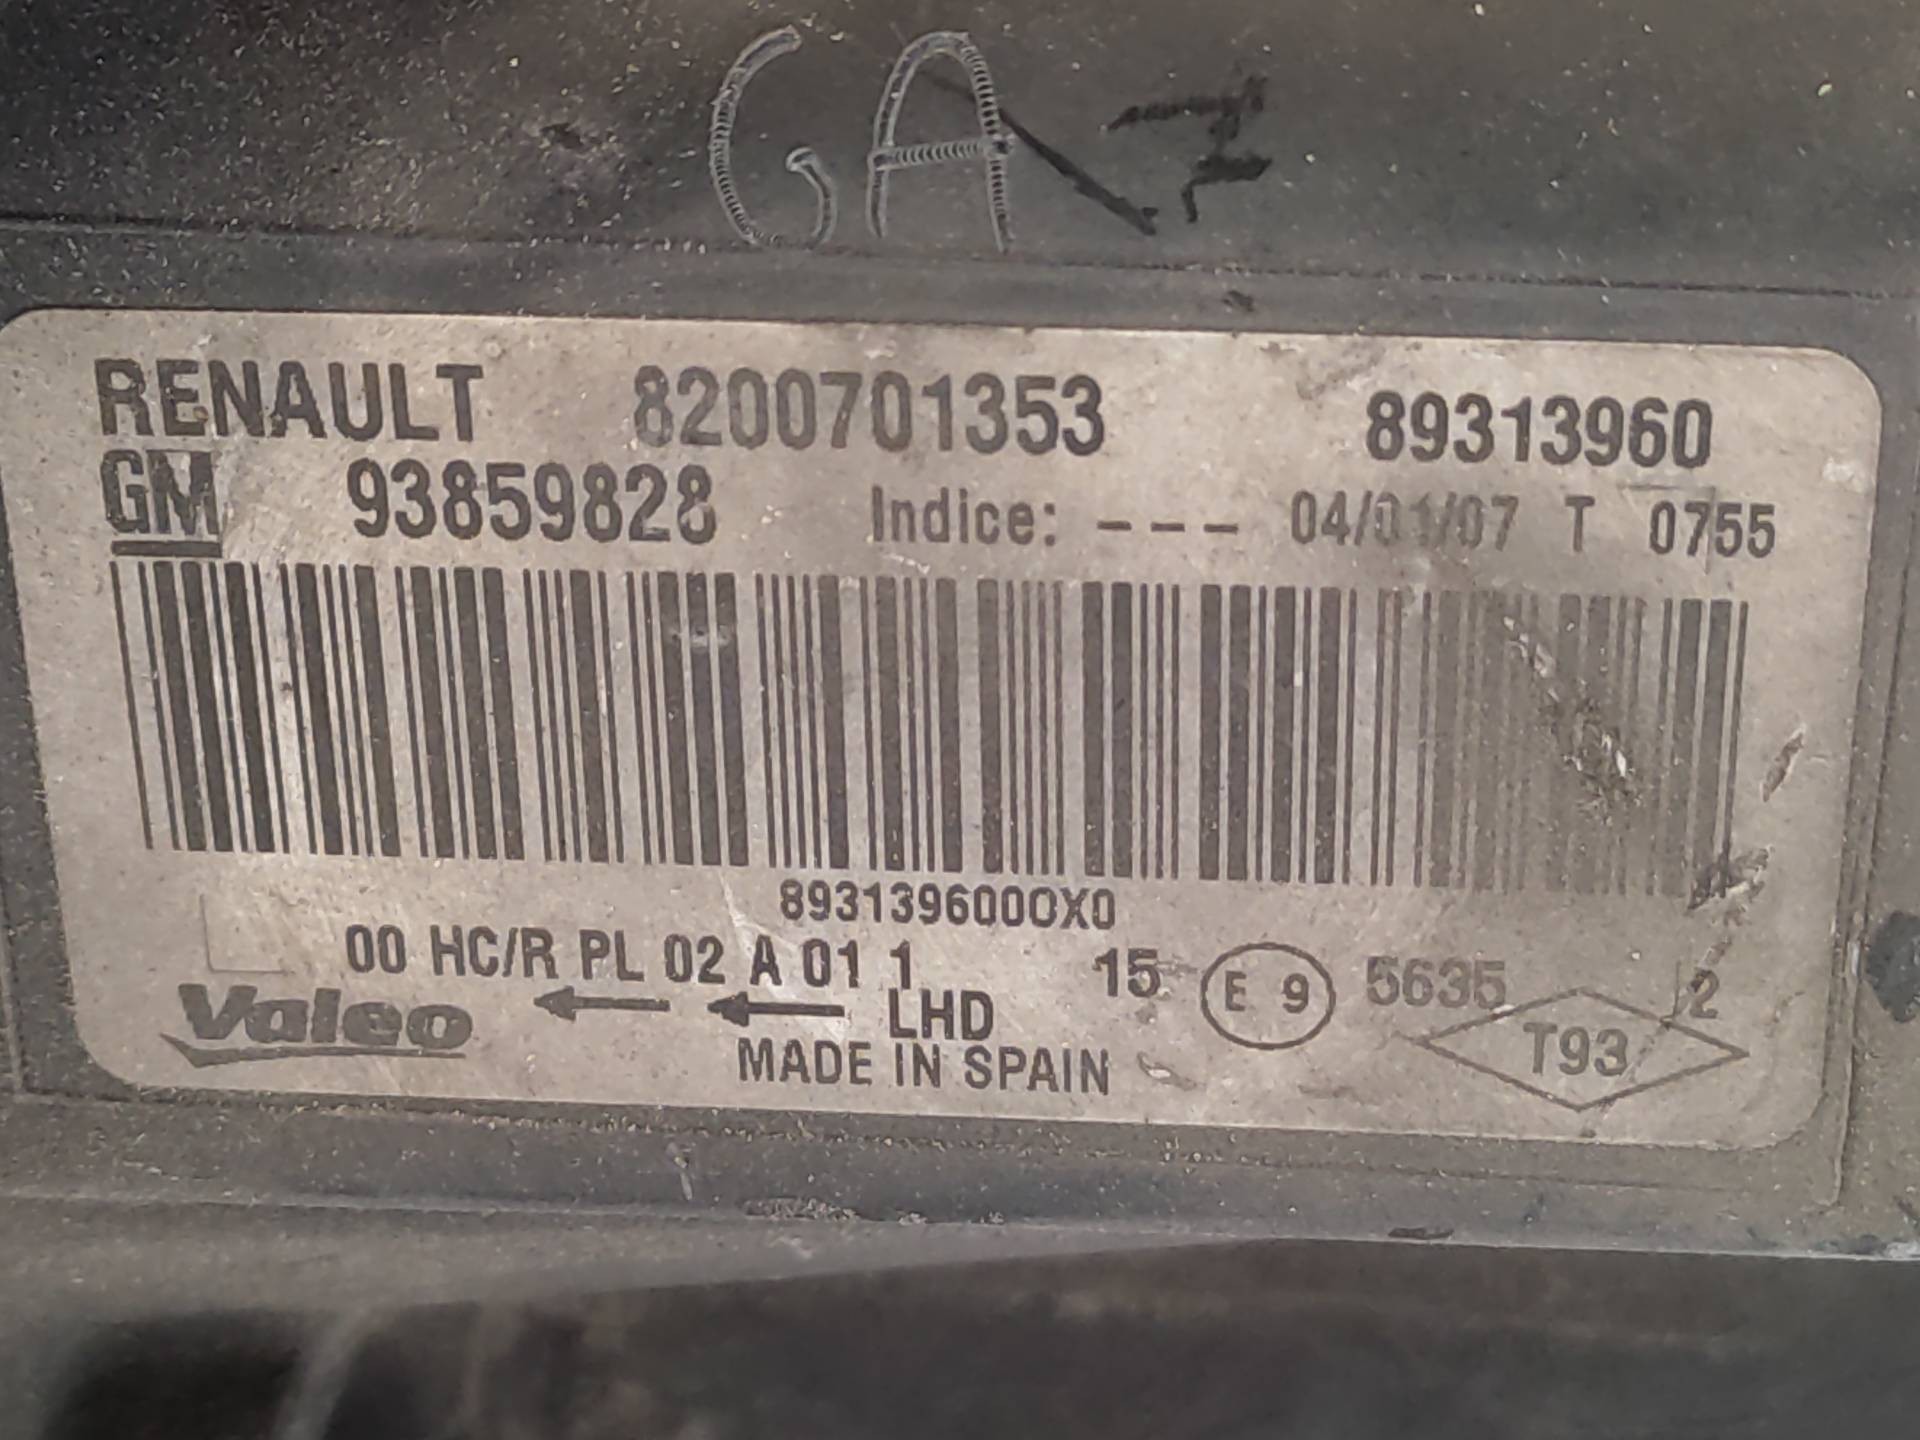 GA
RENAULT 8200701353 89313960
GM 93859828 Indice: --- 04/01/07 T 0755
8931396000X0
00 HC/R PL 02 A 01 1 15 E 9 5635 2
Valeo LHD T93
MADE IN SPAIN